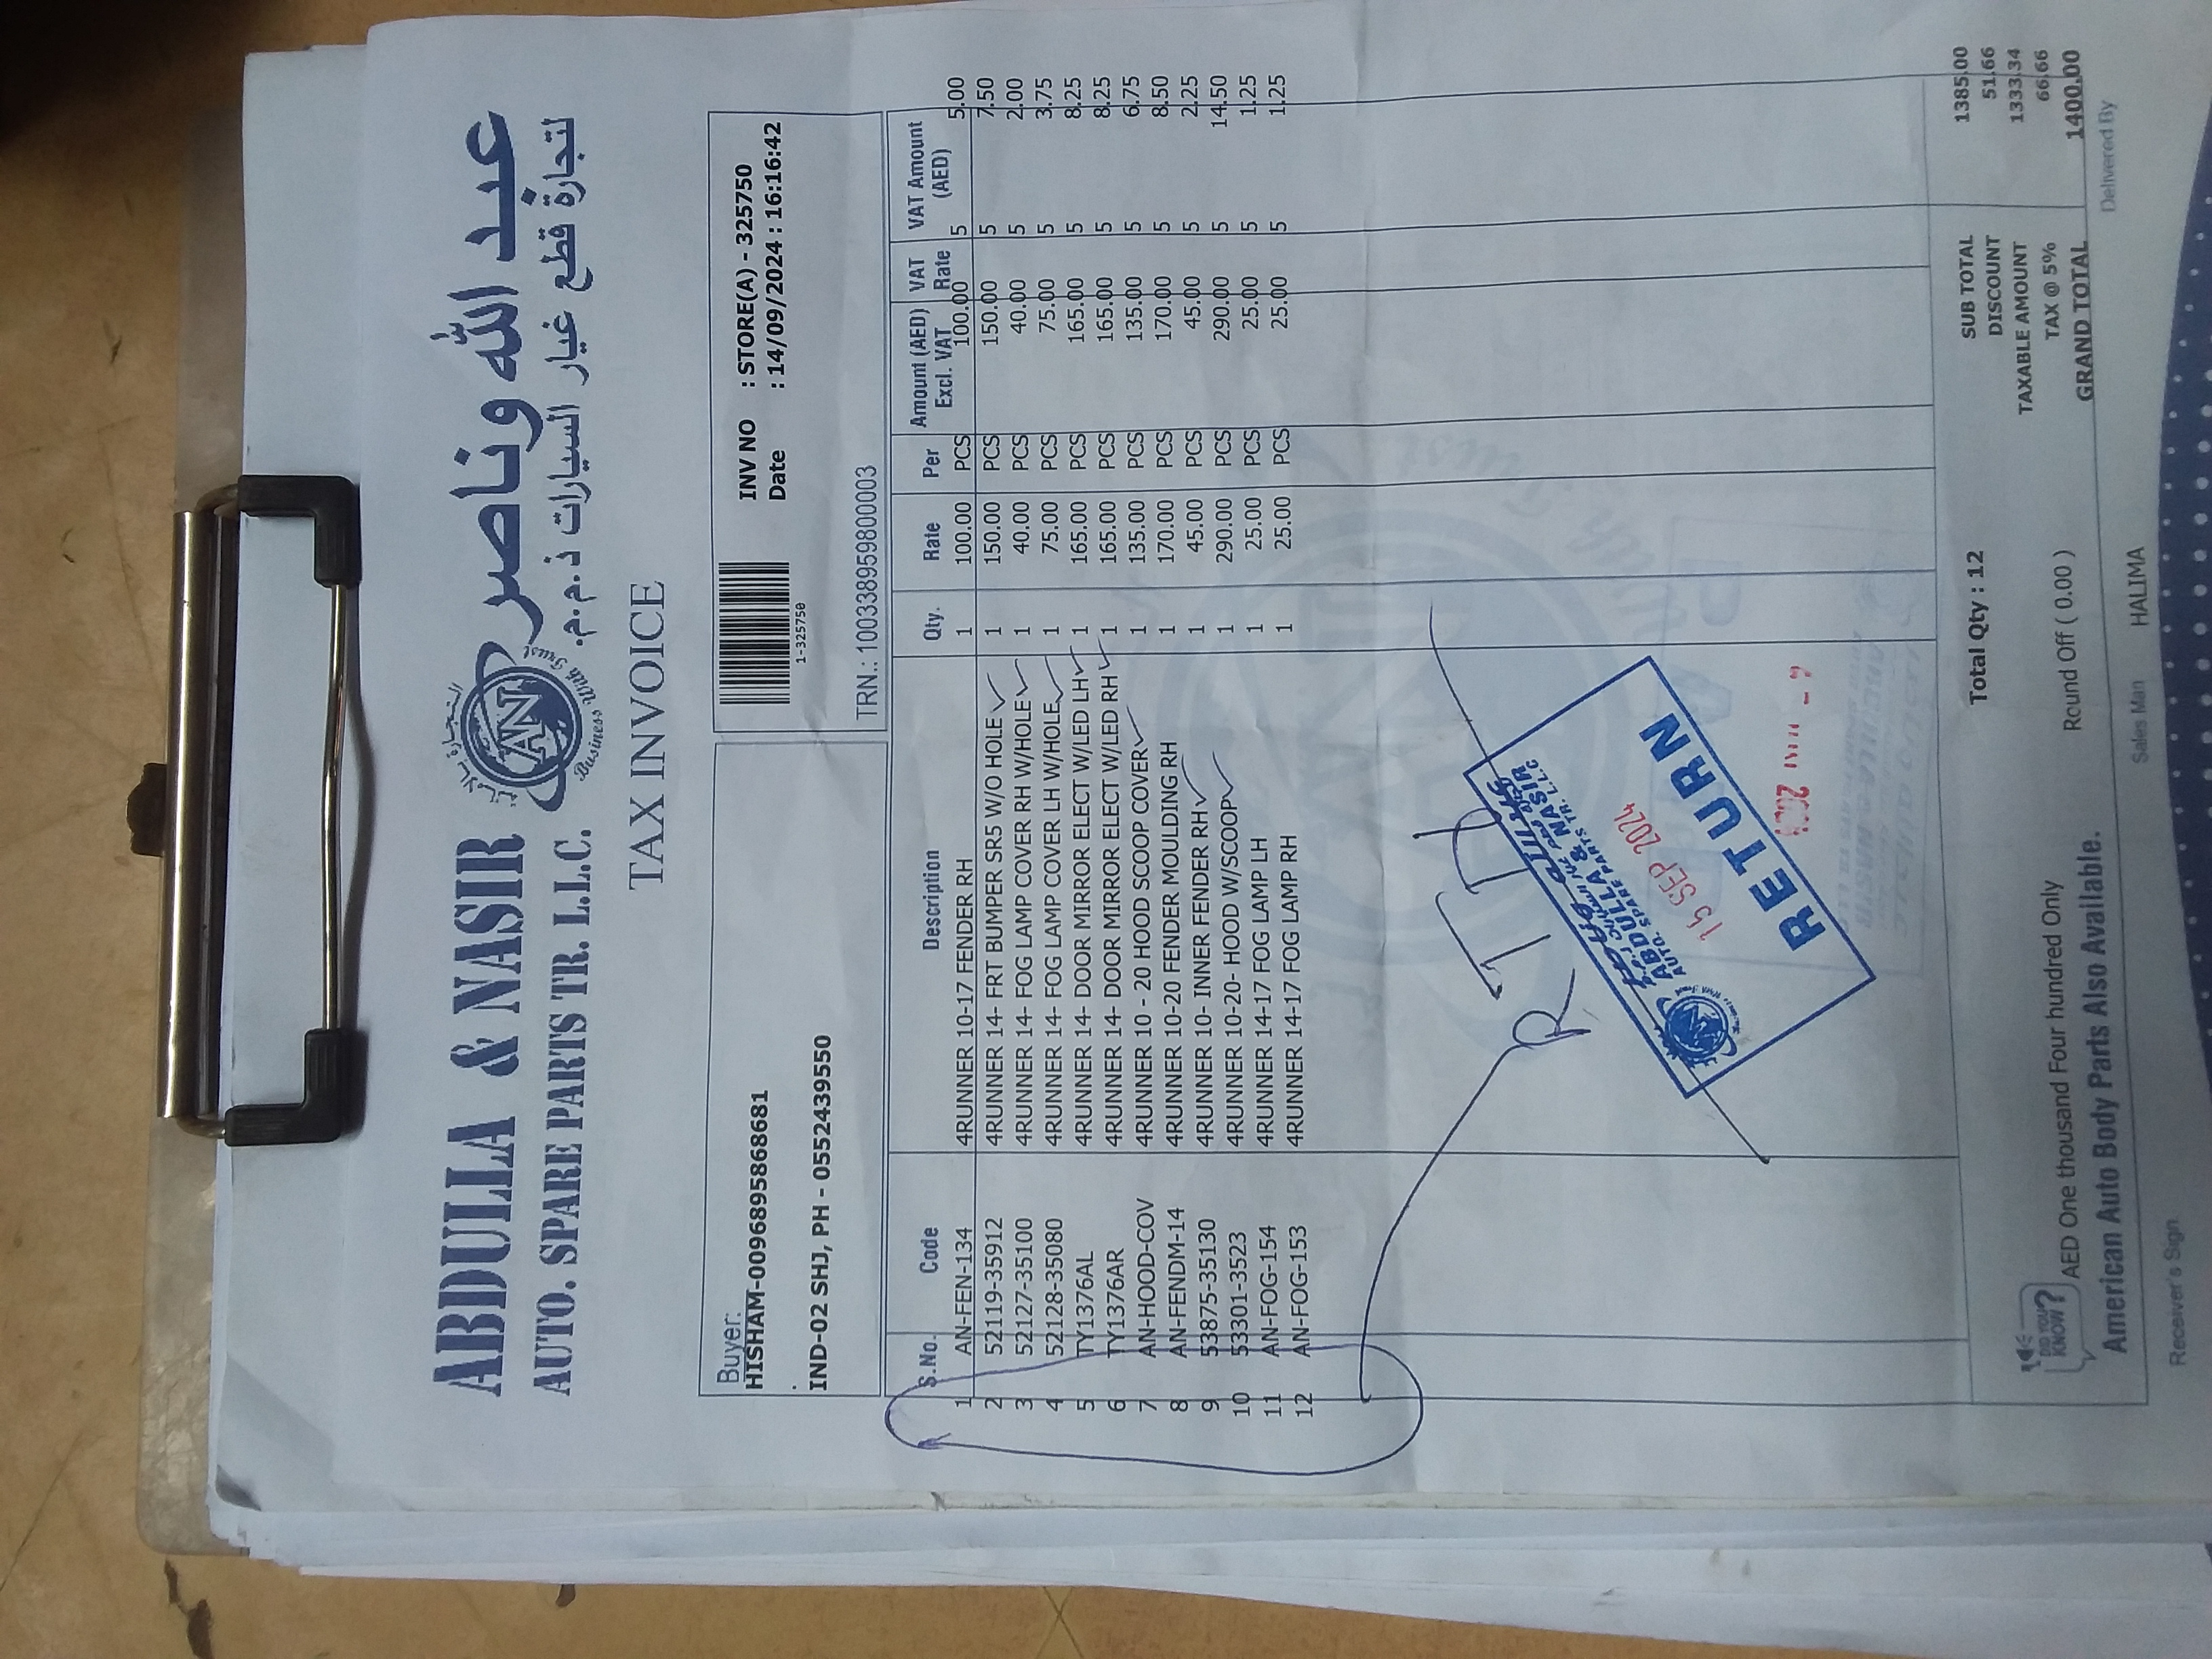 ABDULLA & NASIR
عبد الله وناصر
AUTO. SPARE PARTS TR. L.L.C.
لتجارة قطع غيار السيارات ذ.م.م.
AN
Business With Trust
TAX INVOICE
Buyer:
HISHAM-0096895868681
.
IND-02 SHJ, PH - 0552439550
1-325750
INV NO : STORE(A) - 325750
Date : 14/09/2024 : 16:16:42
TRN.: 100338959800003
S.No. Code Description Qty. Rate Per Amount (AED) Excl. VAT VAT Rate VAT Amount (AED)
1 AN-FEN-134 4RUNNER 10-17 FENDER RH 1 100.00 PCS 100.00 5 5.00
2 52119-35912 4RUNNER 14- FRT BUMPER SR5 W/O HOLE 1 150.00 PCS 150.00 5 7.50
3 52127-35100 4RUNNER 14- FOG LAMP COVER RH W/HOLE 1 40.00 PCS 40.00 5 2.00
4 52128-35080 4RUNNER 14- FOG LAMP COVER LH W/HOLE 1 75.00 PCS 75.00 5 3.75
5 TY1376AL 4RUNNER 14- DOOR MIRROR ELECT W/LED LH 1 165.00 PCS 165.00 5 8.25
6 TY1376AR 4RUNNER 14- DOOR MIRROR ELECT W/LED RH 1 165.00 PCS 165.00 5 8.25
7 AN-HOOD-COV 4RUNNER 10 - 20 HOOD SCOOP COVER 1 135.00 PCS 135.00 5 6.75
8 AN-FENDM-14 4RUNNER 10-20 FENDER MOULDING RH 1 170.00 PCS 170.00 5 8.50
9 53875-35130 4RUNNER 10- INNER FENDER RH 1 45.00 PCS 45.00 5 2.25
10 53301-3523 4RUNNER 10-20- HOOD W/SCOOP 1 290.00 PCS 290.00 5 14.50
11 AN-FOG-154 4RUNNER 14-17 FOG LAMP LH 1 25.00 PCS 25.00 5 1.25
12 AN-FOG-153 4RUNNER 14-17 FOG LAMP RH 1 25.00 PCS 25.00 5 1.25
ABDULLA & NASIR
AUTO. SPARE PARTS TR. L.L.C
15 SEP 2024
RETURN
Total Qty : 12
SUB TOTAL 1385.00
DISCOUNT 51.66
TAXABLE AMOUNT 1333.34
TAX @ 5% 66.66
GRAND TOTAL 1400.00
DID YOU KNOW?
AED One thousand Four hundred Only
Round Off ( 0.00 )
American Auto Body Parts Also Available.
Receiver's Sign.
Sales Man HALIMA
Delivered By